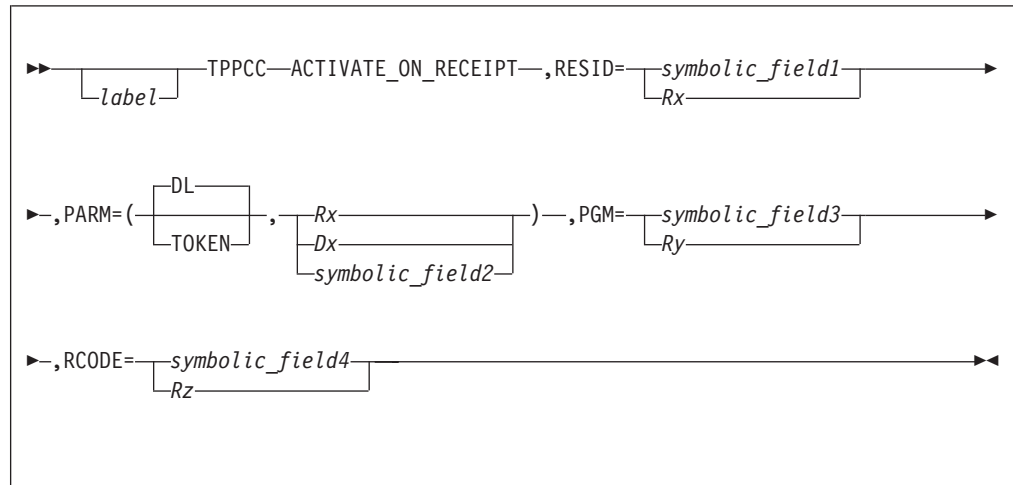 TPPCC ACTIVATE_ON_RECEIPT ,RESID= symbolic_field1
label Rx
DL
,PARM=( , Rx ) ,PGM= symbolic_field3
TOKEN Dx Ry
symbolic_field2
,RCODE= symbolic_field4
Rz